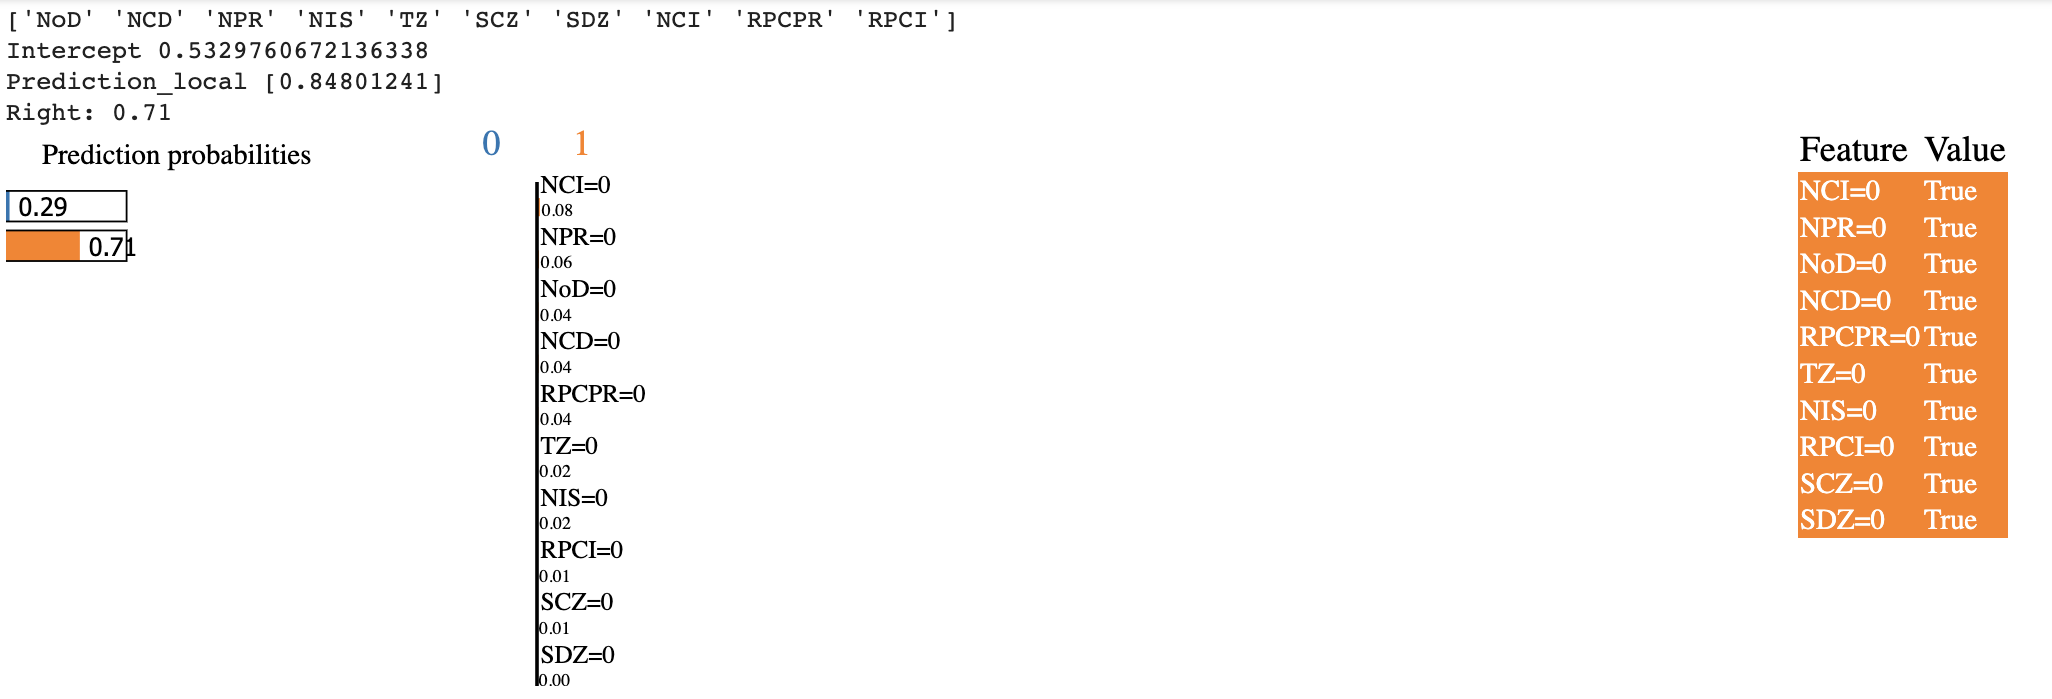 ['NoD' 'NCD' 'NPR' 'NIS' 'TZ' 'SCZ' 'SDZ' 'NCI' 'RPCPR' 'RPCI']
Intercept 0.5329760672136338
Prediction_local [0.84801241]
Right: 0.71
Prediction probabilities
0.29
0.71
0 1
NCI=0
0.08
NPR=0
0.06
NoD=0
0.04
NCD=0
0.04
RPCPR=0
0.04
TZ=0
0.02
NIS=0
0.02
RPCI=0
0.01
SCZ=0
0.01
SDZ=0
0.00
Feature Value
NCI=0 True
NPR=0 True
NoD=0 True
NCD=0 True
RPCPR=0 True
TZ=0 True
NIS=0 True
RPCI=0 True
SCZ=0 True
SDZ=0 True